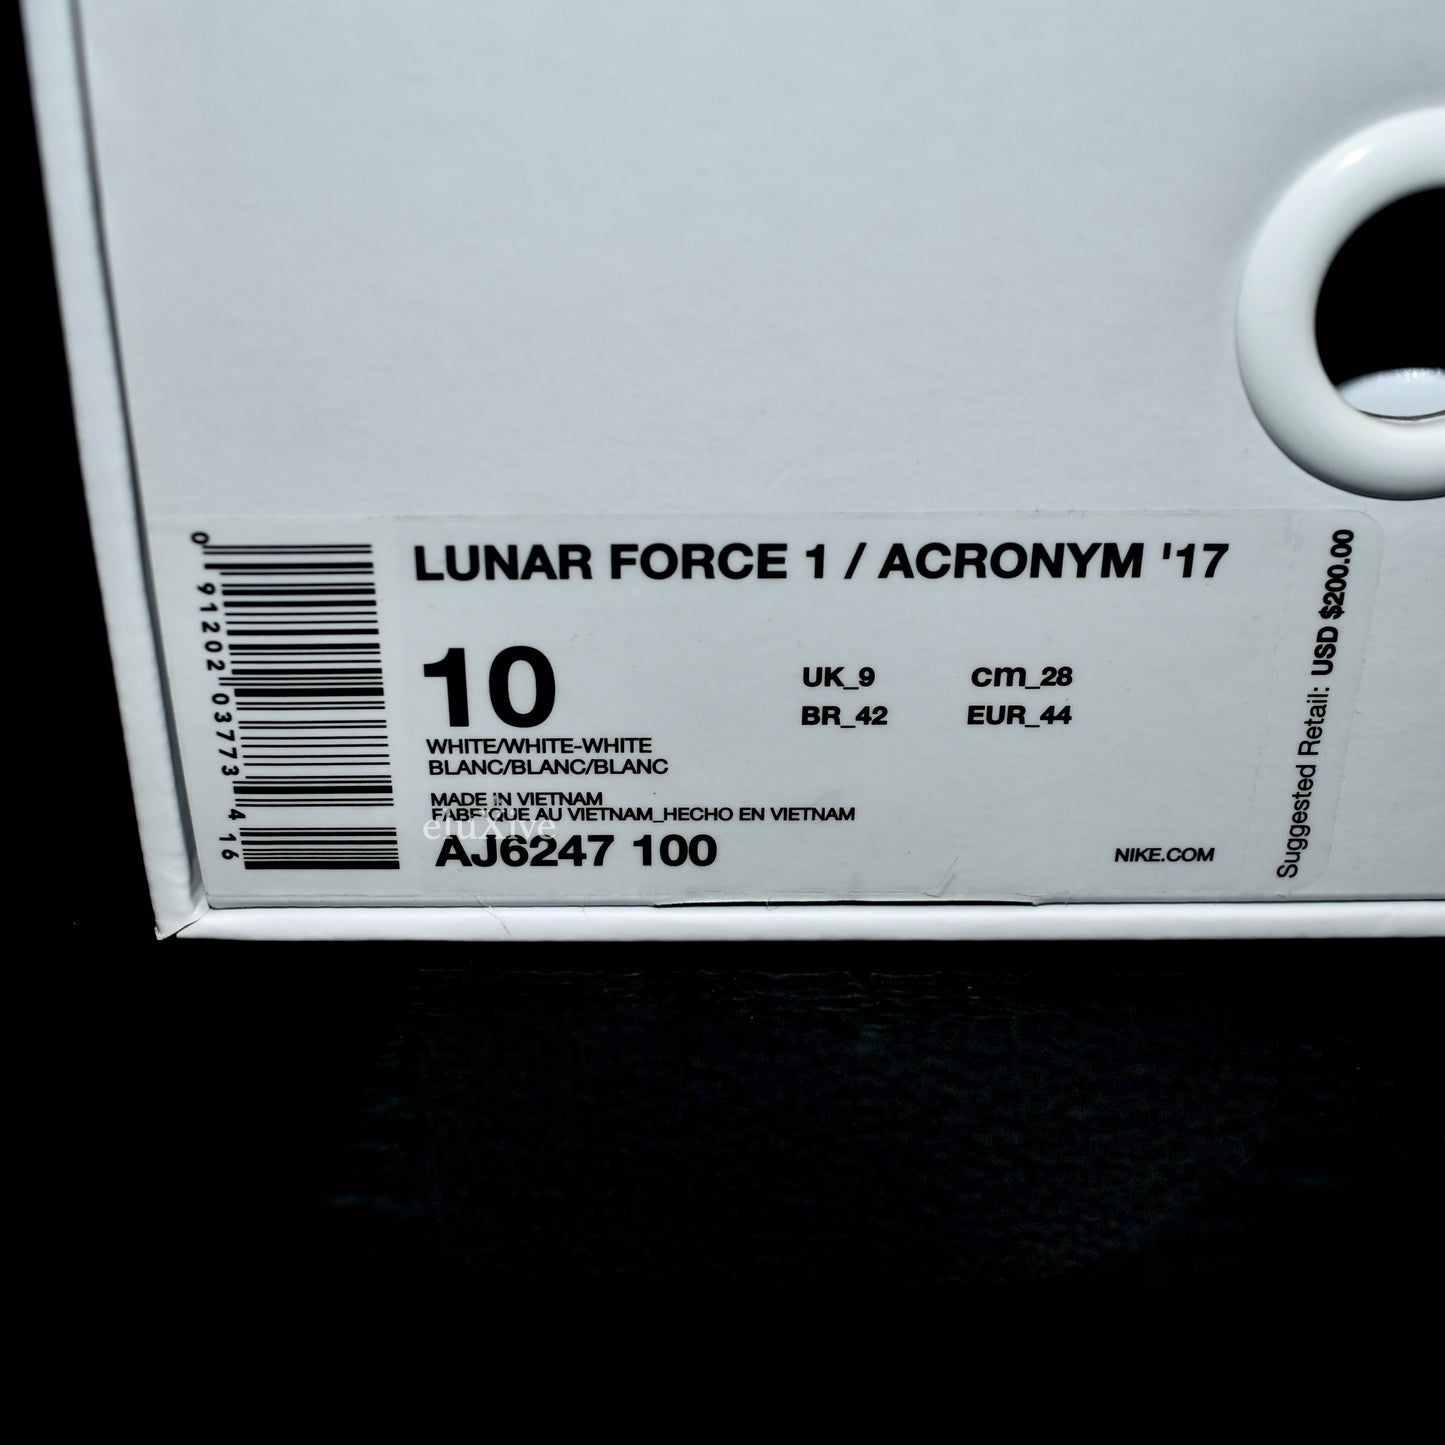 LUNAR FORCE 1 / ACRONYM '17
10
UK_9 cm_28
BR_42 EUR_44
WHITE/WHITE-WHITE
BLANC/BLANC/BLANC
MADE IN VIETNAM
FABRIQUE AU VIETNAM_HECHO EN VIETNAM
eluXive
AJ6247 100
NIKE.COM
0 91202 03773 4 16
Suggested Retail: USD $200.00